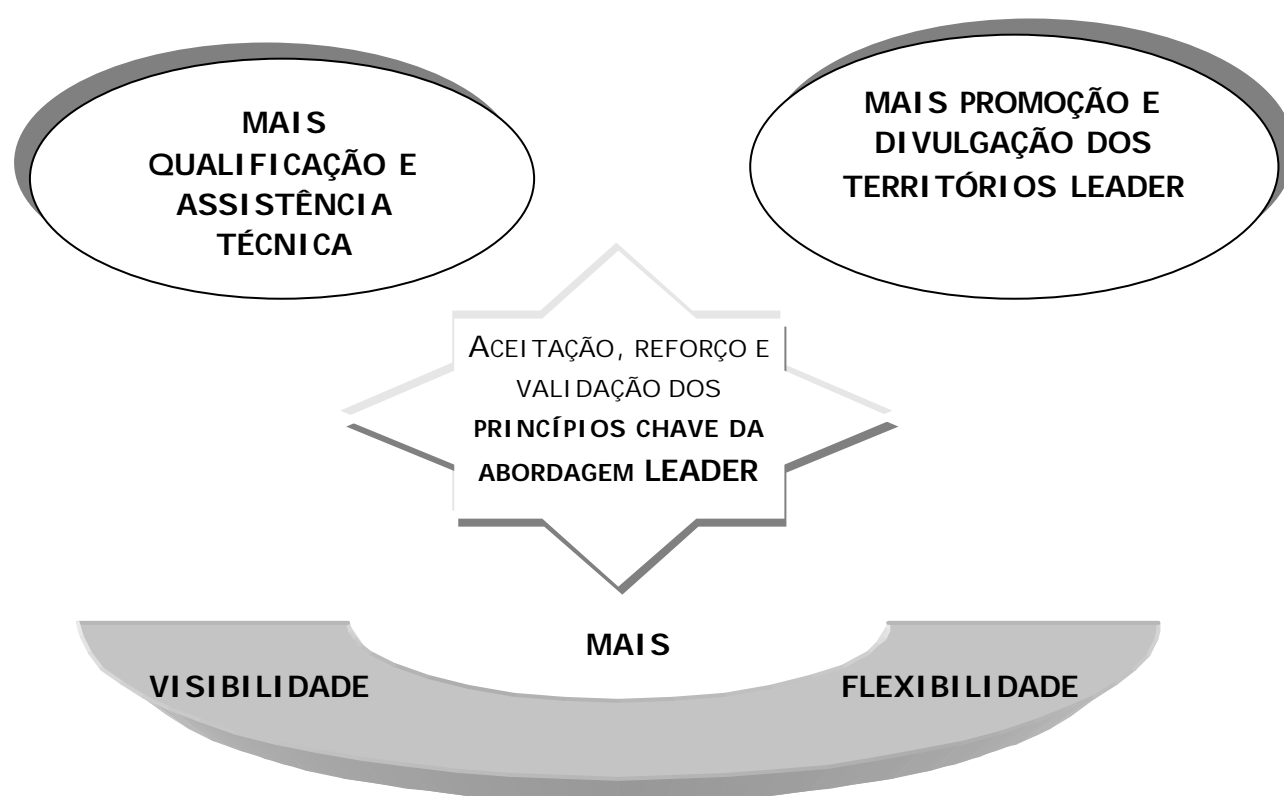 MAIS
QUALIFICAÇÃO E
ASSISTÊNCIA
TÉCNICA
MAIS PROMOÇÃO E
DIVULGAÇÃO DOS
TERRITÓRIOS LEADER
ACEITAÇÃO, REFORÇO E
VALIDAÇÃO DOS
PRINCÍPIOS CHAVE DA
ABORDAGEM LEADER
MAIS
VISIBILIDADE
FLEXIBILIDADE